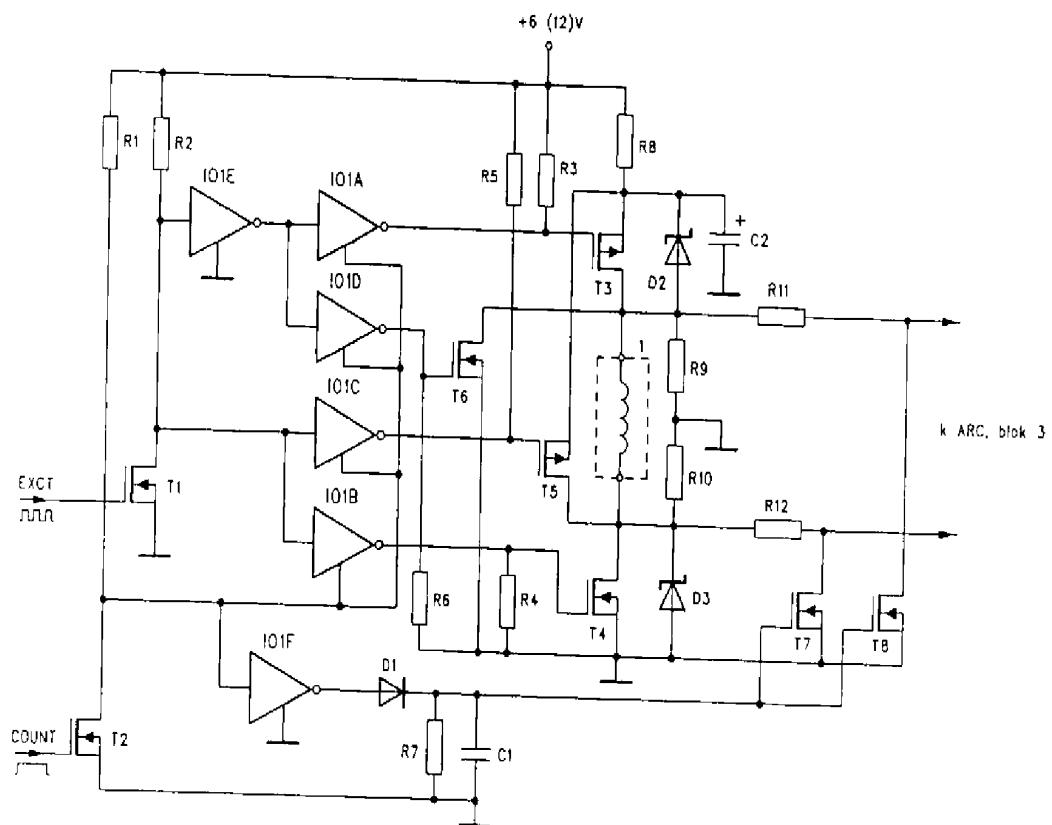 +6 (12)V
R1
R2
R8
R3
R5
IO1E
IO1A
+
C2
T3
D2
IO1D
R11
1
T6
R9
IO1C
k ARC, blok 3
EXCT
T1
T5
R10
IO1B
R12
R6
R4
T4
D3
T7
T8
IO1F
D1
COUNT
T2
R7
C1